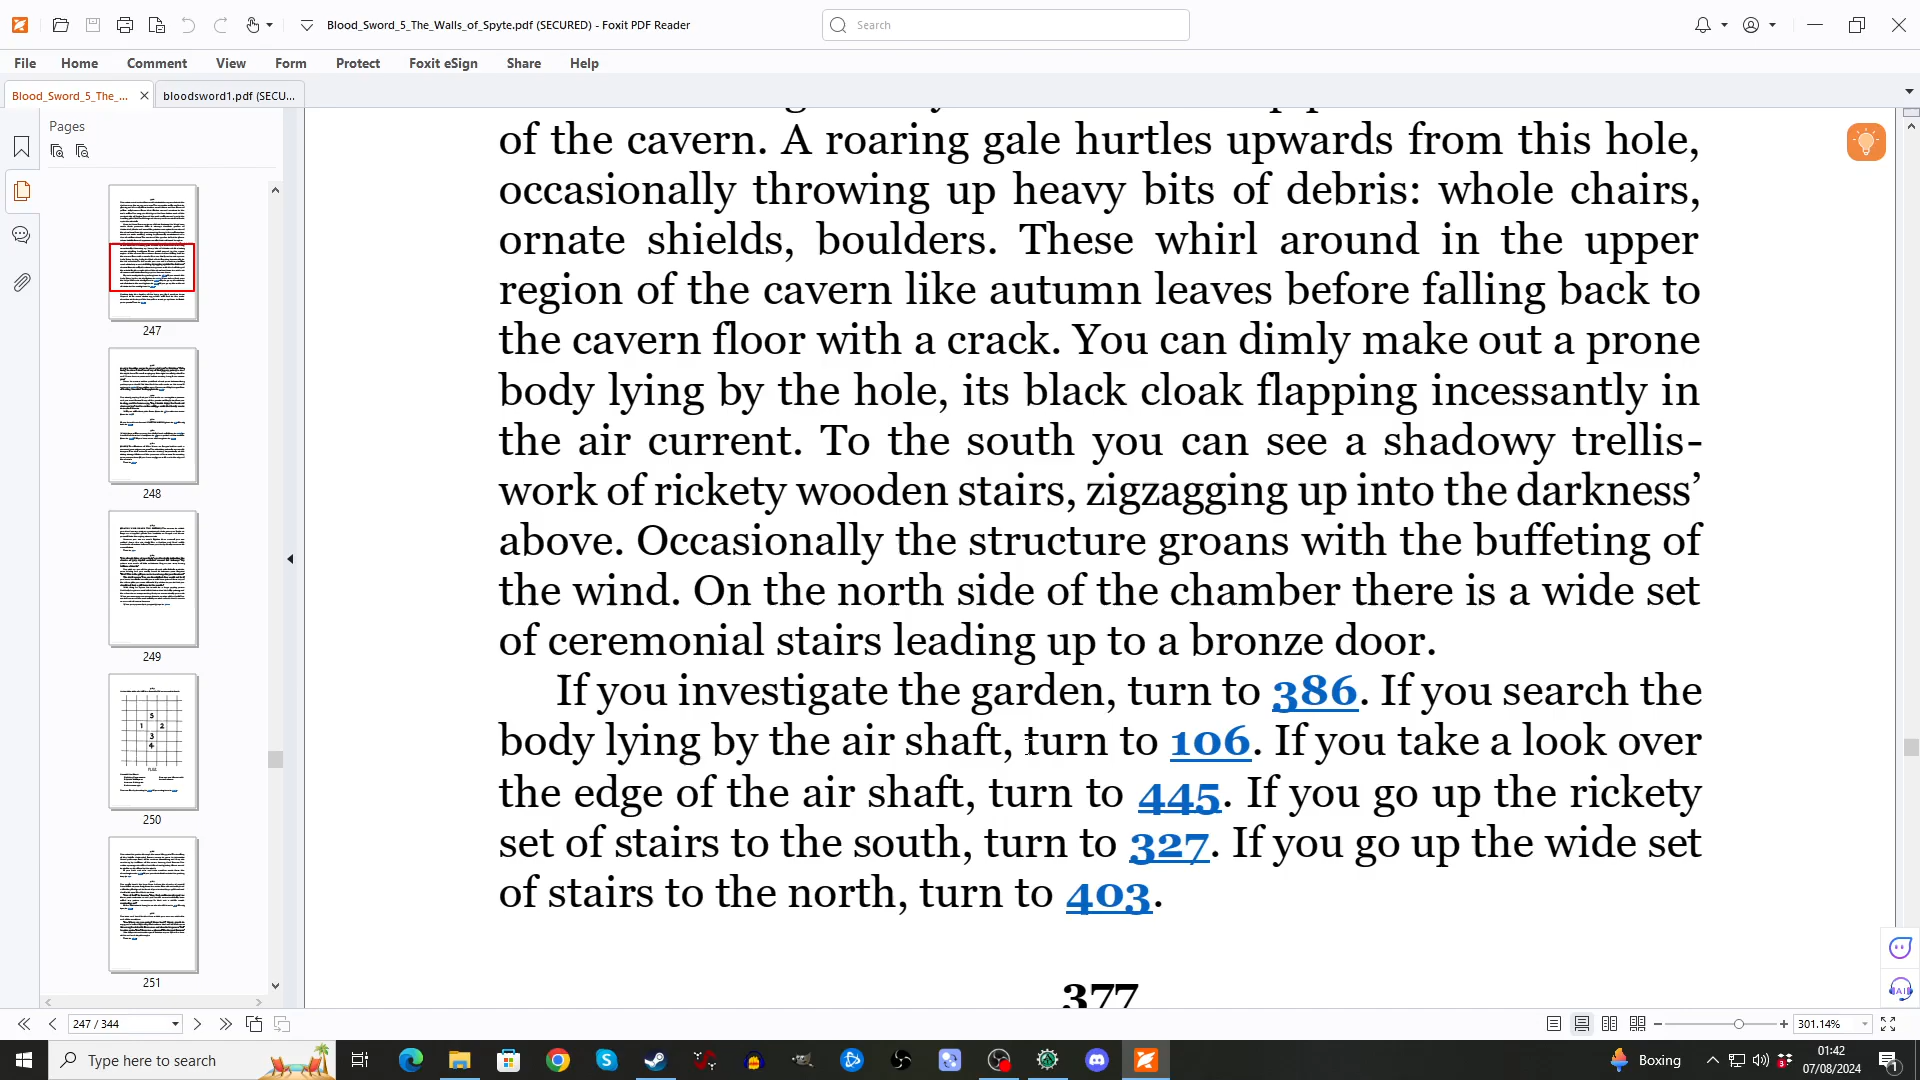 Blood_Sword_5_The_Walls_of_Spyte.pdf (SECURED) - Foxit PDF Reader
Search
File Home Comment View Form Protect Foxit eSign Share Help
Blood_Sword_5_The_...
bloodsword1.pdf (SECU...
Pages
247
248
249
250
251
of the cavern. A roaring gale hurtles upwards from this hole,
occasionally throwing up heavy bits of debris: whole chairs,
ornate shields, boulders. These whirl around in the upper
region of the cavern like autumn leaves before falling back to
the cavern floor with a crack. You can dimly make out a prone
body lying by the hole, its black cloak flapping incessantly in
the air current. To the south you can see a shadowy trellis-
work of rickety wooden stairs, zigzagging up into the darkness’
above. Occasionally the structure groans with the buffeting of
the wind. On the north side of the chamber there is a wide set
of ceremonial stairs leading up to a bronze door.
If you investigate the garden, turn to 386. If you search the
body lying by the air shaft, turn to 106. If you take a look over
the edge of the air shaft, turn to 445. If you go up the rickety
set of stairs to the south, turn to 327. If you go up the wide set
of stairs to the north, turn to 403.
377
247 / 344
301.14%
Type here to search
Boxing
01:42
07/08/2024